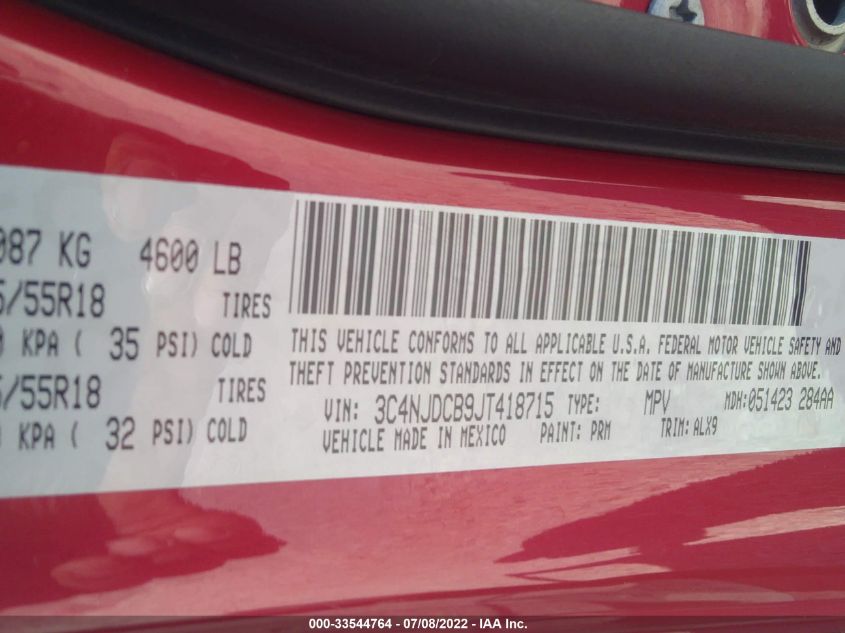 087 KG 4600 LB
/55R18 TIRES
KPA ( 35 PSI) COLD
/55R18 TIRES
KPA ( 32 PSI) COLD
THIS VEHICLE CONFORMS TO ALL APPLICABLE U.S.A. FEDERAL MOTOR VEHICLE SAFETY AND
THEFT PREVENTION STANDARDS IN EFFECT ON THE DATE OF MANUFACTURE SHOWN ABOVE.
VIN: 3C4NJDCB9JT418715 TYPE: MPV MDH: 051423 284AA
VEHICLE MADE IN MEXICO PAINT: PRM TRIM: ALX9
000-33544764 - 07/08/2022 - IAA Inc.